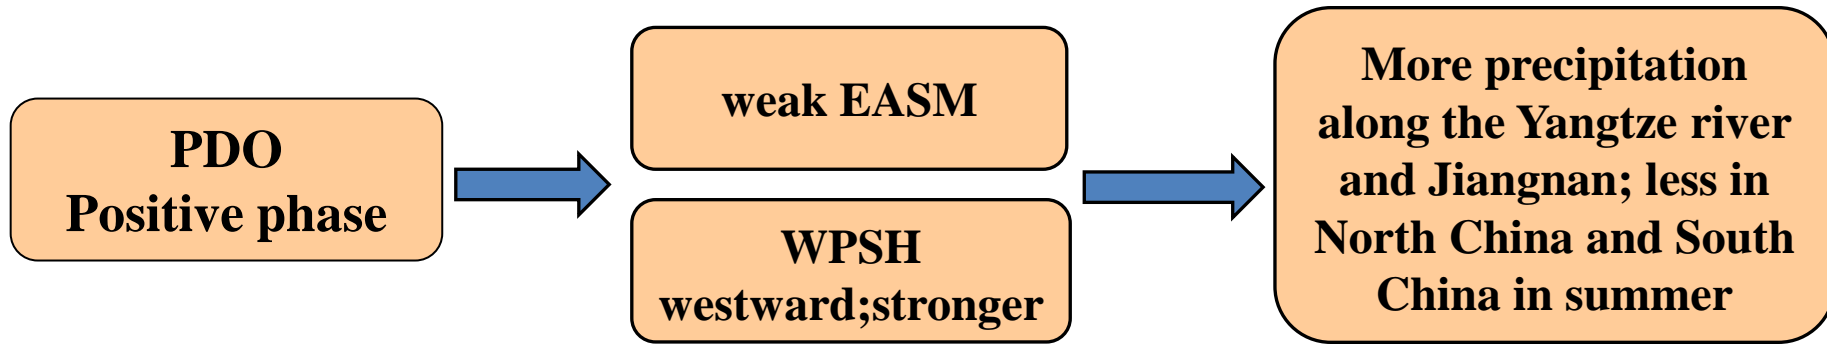 PDO
Positive phase
weak EASM
WPSH
westward;stronger
More precipitation
along the Yangtze river
and Jiangnan; less in
North China and South
China in summer